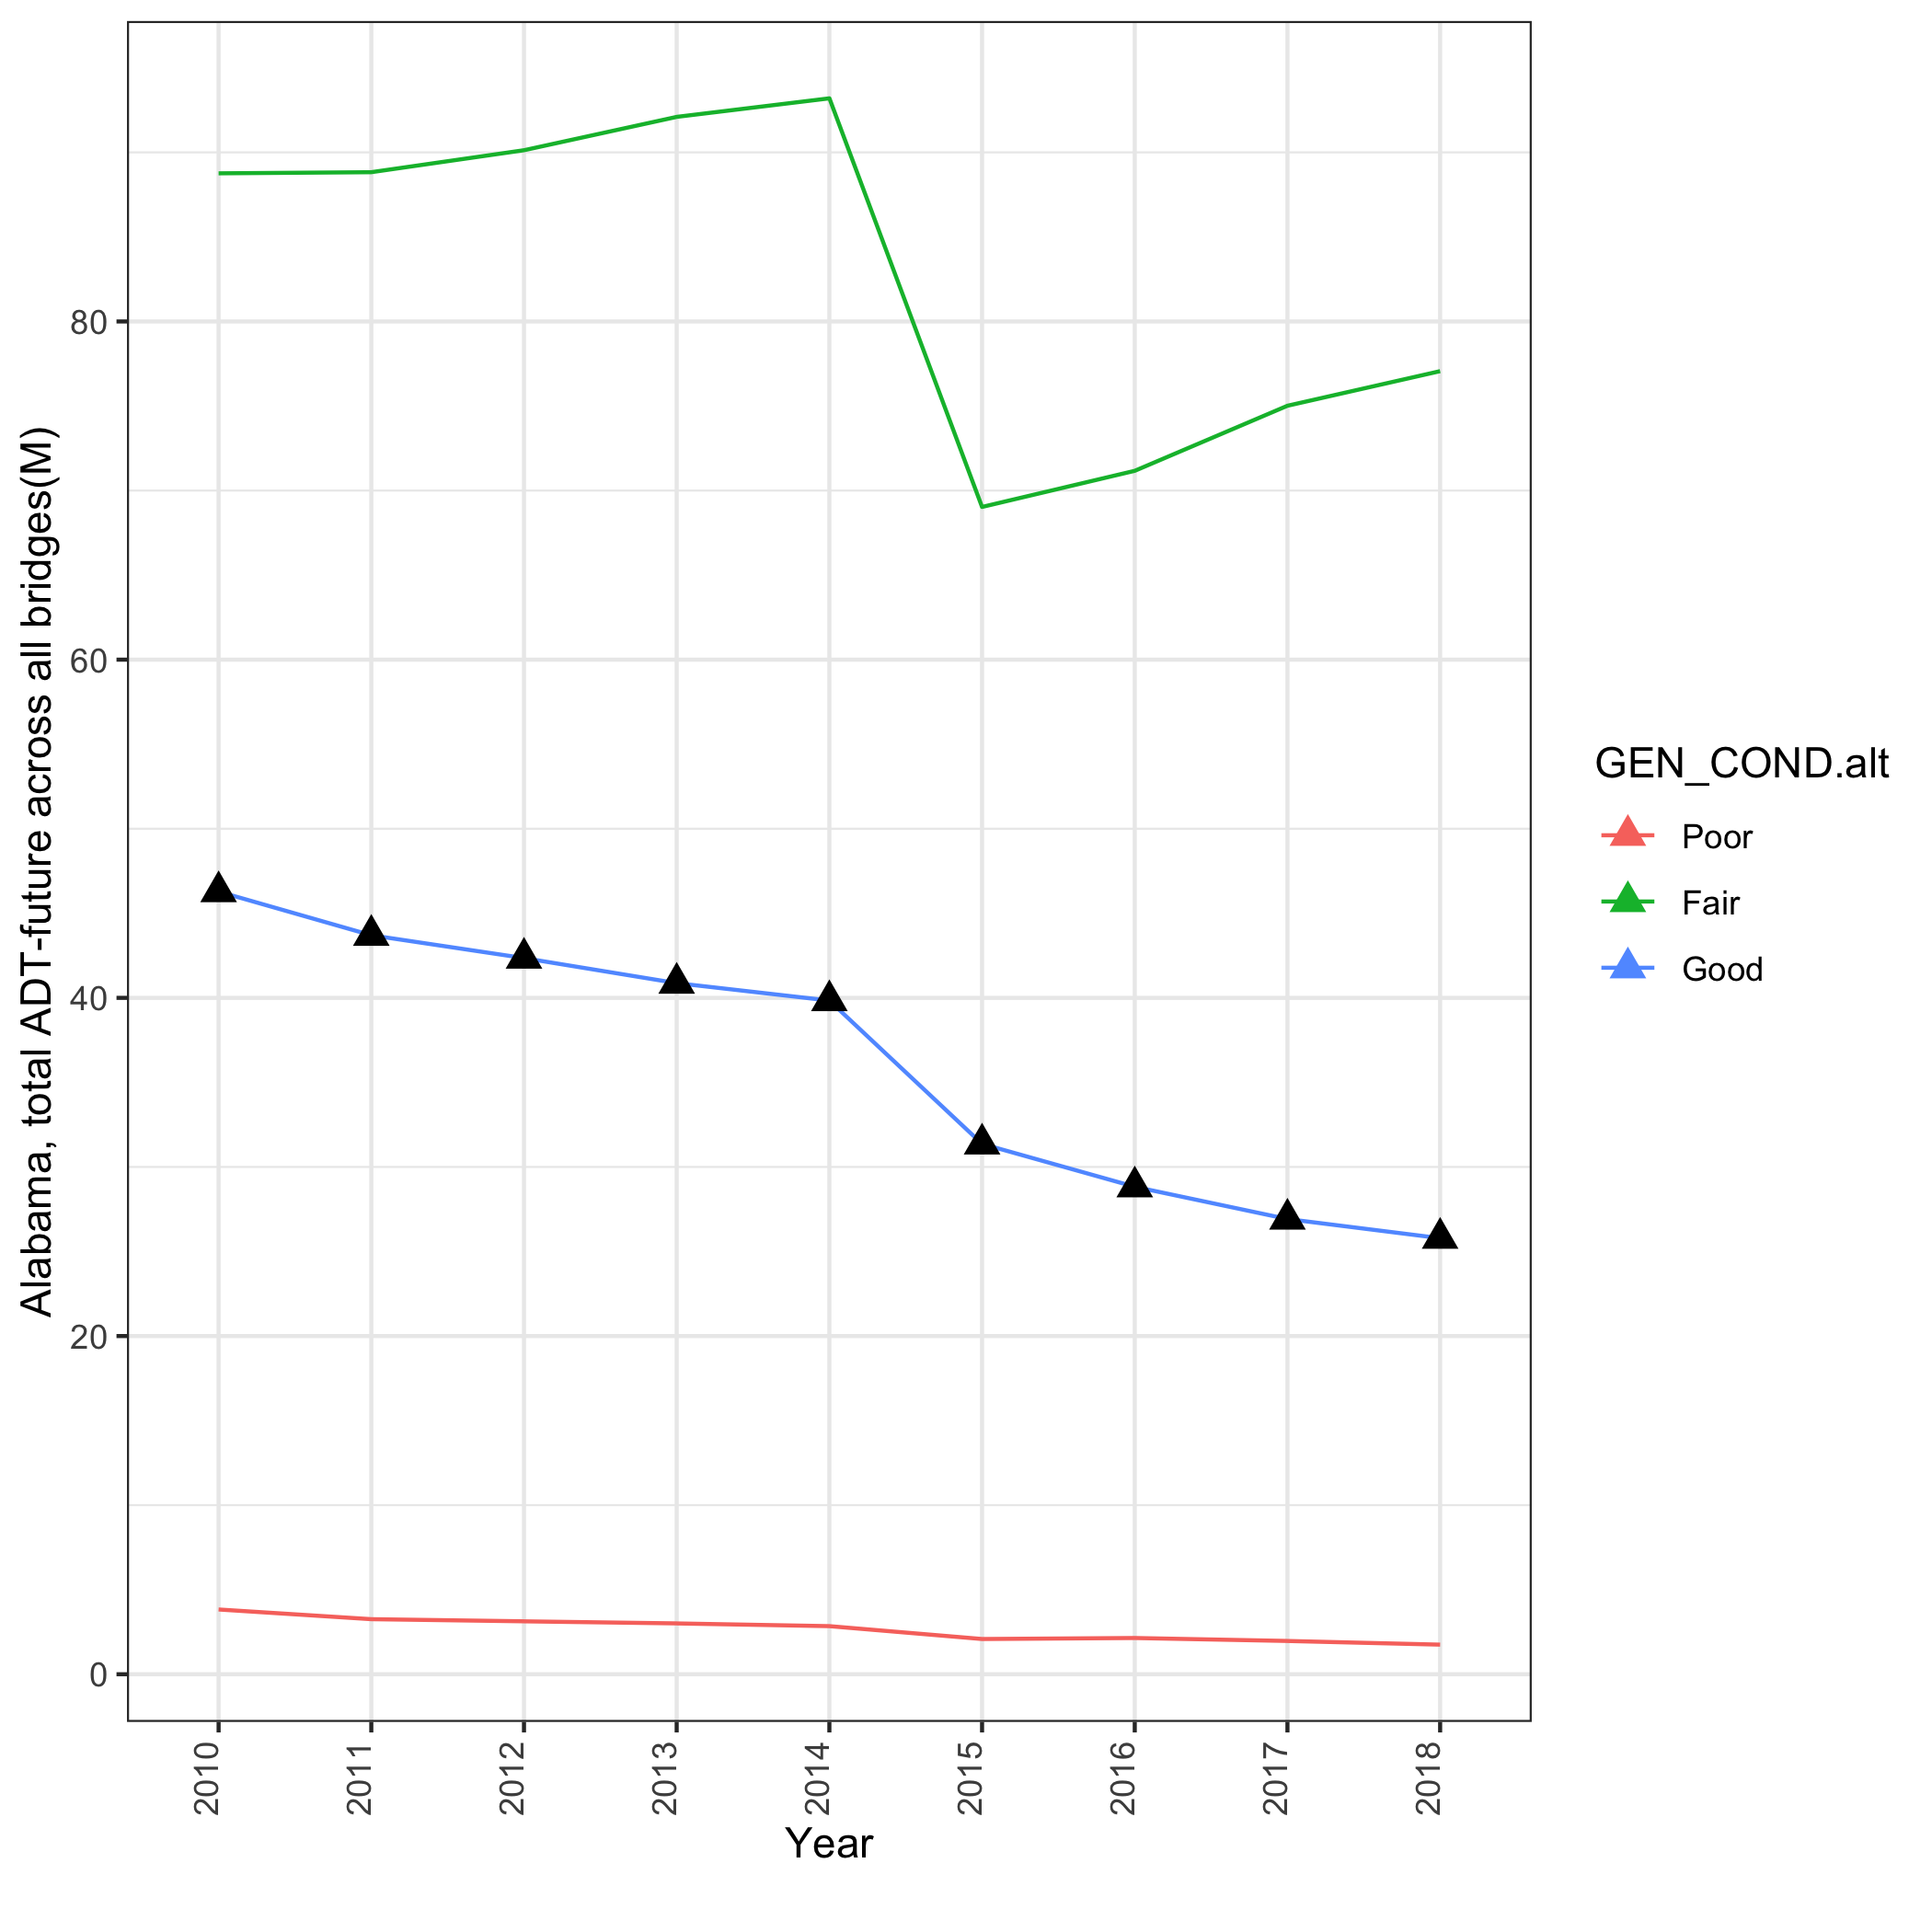 Alabama, total ADT-future across all bridges(M)
80
60
40
20
0
2010
2011
2012
2013
2014
2015
2016
2017
2018
Year
GEN_COND.alt
Poor
Fair
Good